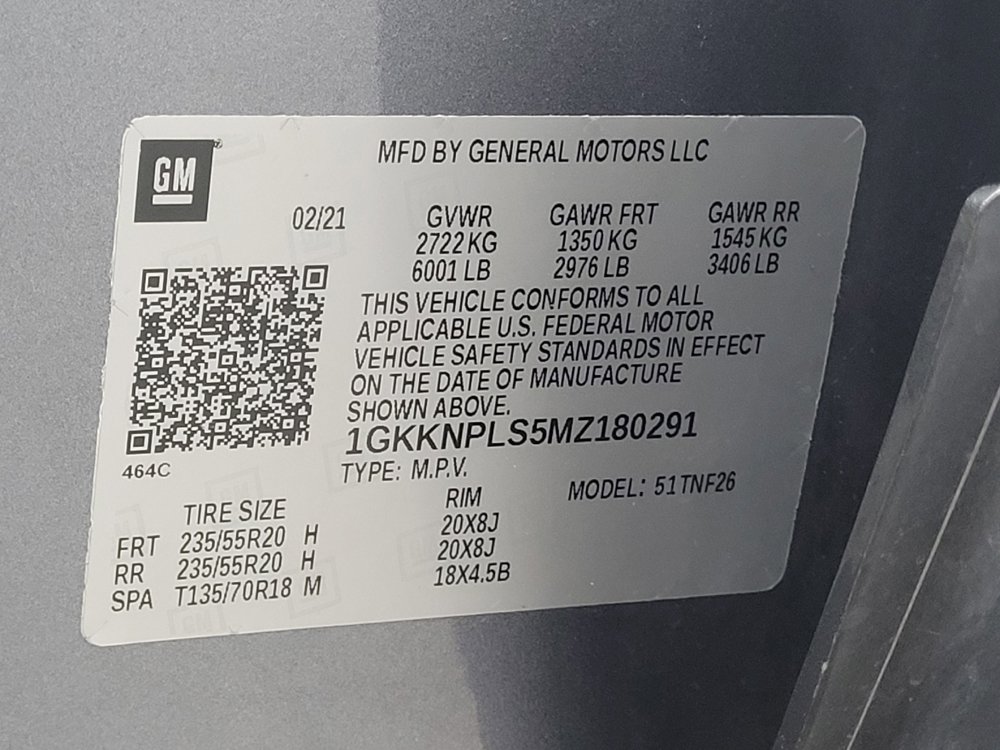 GM
MFD BY GENERAL MOTORS LLC
02/21 GVWR GAWR FRT GAWR RR
2722 KG 1350 KG 1545 KG
6001 LB 2976 LB 3406 LB
THIS VEHICLE CONFORMS TO ALL
APPLICABLE U.S. FEDERAL MOTOR
VEHICLE SAFETY STANDARDS IN EFFECT
ON THE DATE OF MANUFACTURE
SHOWN ABOVE.
1GKKNPLS5MZ180291
464C
TYPE: M.P.V. MODEL: 51TNF26
TIRE SIZE RIM
FRT 235/55R20 H 20X8J
RR 235/55R20 H 20X8J
SPA T135/70R18 M 18X4.5B